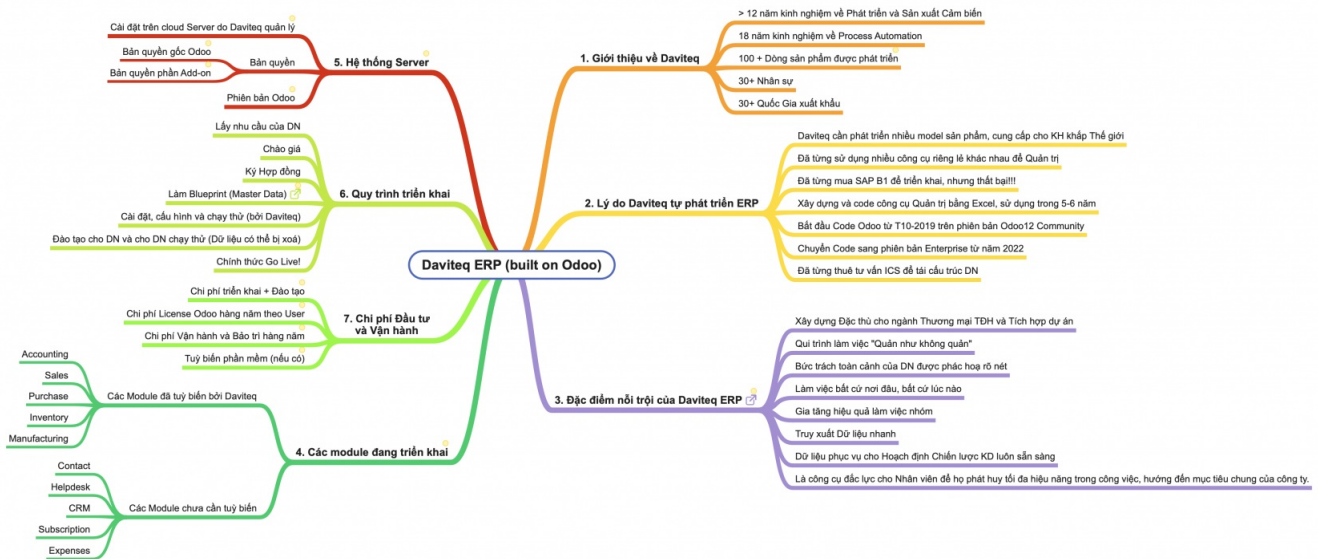 Daviteq ERP (built on Odoo)
1. Giới thiệu về Daviteq
> 12 năm kinh nghiệm về Phát triển và Sản xuất Cảm biến
18 năm kinh nghiệm về Process Automation
100 + Dòng sản phẩm được phát triển
30+ Nhân sự
30+ Quốc Gia xuất khẩu
2. Lý do Daviteq tự phát triển ERP
Daviteq cần phát triển nhiều model sản phẩm, cung cấp cho KH khắp Thế giới
Đã từng sử dụng nhiều công cụ riêng lẻ khác nhau để Quản trị
Đã từng mua SAP B1 để triển khai, nhưng thất bại!!!
Xây dựng và code công cụ Quản trị bằng Excel, sử dụng trong 5-6 năm
Bắt đầu Code Odoo từ T10-2019 trên phiên bản Odoo12 Community
Chuyển Code sang phiên bản Enterprise từ năm 2022
Đã từng thuê tư vấn ICS để tái cấu trúc DN
3. Đặc điểm nỗi trội của Daviteq ERP
Xây dựng Đặc thù cho ngành Thương mại TĐH và Tích hợp dự án
Qui trình làm việc "Quản như không quản"
Bức trách toàn cảnh của DN được phác hoạ rõ nét
Làm việc bất cứ nơi đâu, bất cứ lúc nào
Gia tăng hiệu quả làm việc nhóm
Truy xuất Dữ liệu nhanh
Dữ liệu phục vụ cho Hoạch định Chiến lược KD luôn sẵn sàng
Là công cụ đắc lực cho Nhân viên để họ phát huy tối đa hiệu năng trong công việc, hướng đến mục tiêu chung của công ty.
4. Các module đang triển khai
Các Module đã tuỳ biến bởi Daviteq
Accounting
Sales
Purchase
Inventory
Manufacturing
Các Module chưa cần tuỳ biến
Contact
Helpdesk
CRM
Subscription
Expenses
5. Hệ thống Server
Cài đặt trên cloud Server do Daviteq quản lý
Bản quyền
Bản quyền gốc Odoo
Bản quyền phần Add-on
Phiên bản Odoo
6. Quy trình triển khai
Lấy nhu cầu của DN
Chào giá
Ký Hợp đồng
Làm Blueprint (Master Data)
Cài đặt, cấu hình và chạy thử (bởi Daviteq)
Đào tạo cho DN và cho DN chạy thử (Dữ liệu có thể bị xoá)
Chính thức Go Live!
7. Chi phí Đầu tư
và Vận hành
Chi phí triển khai + Đào tạo
Chi phí License Odoo hàng năm theo User
Chi phí Vận hành và Bảo trì hàng năm
Tuỳ biến phần mềm (nếu có)